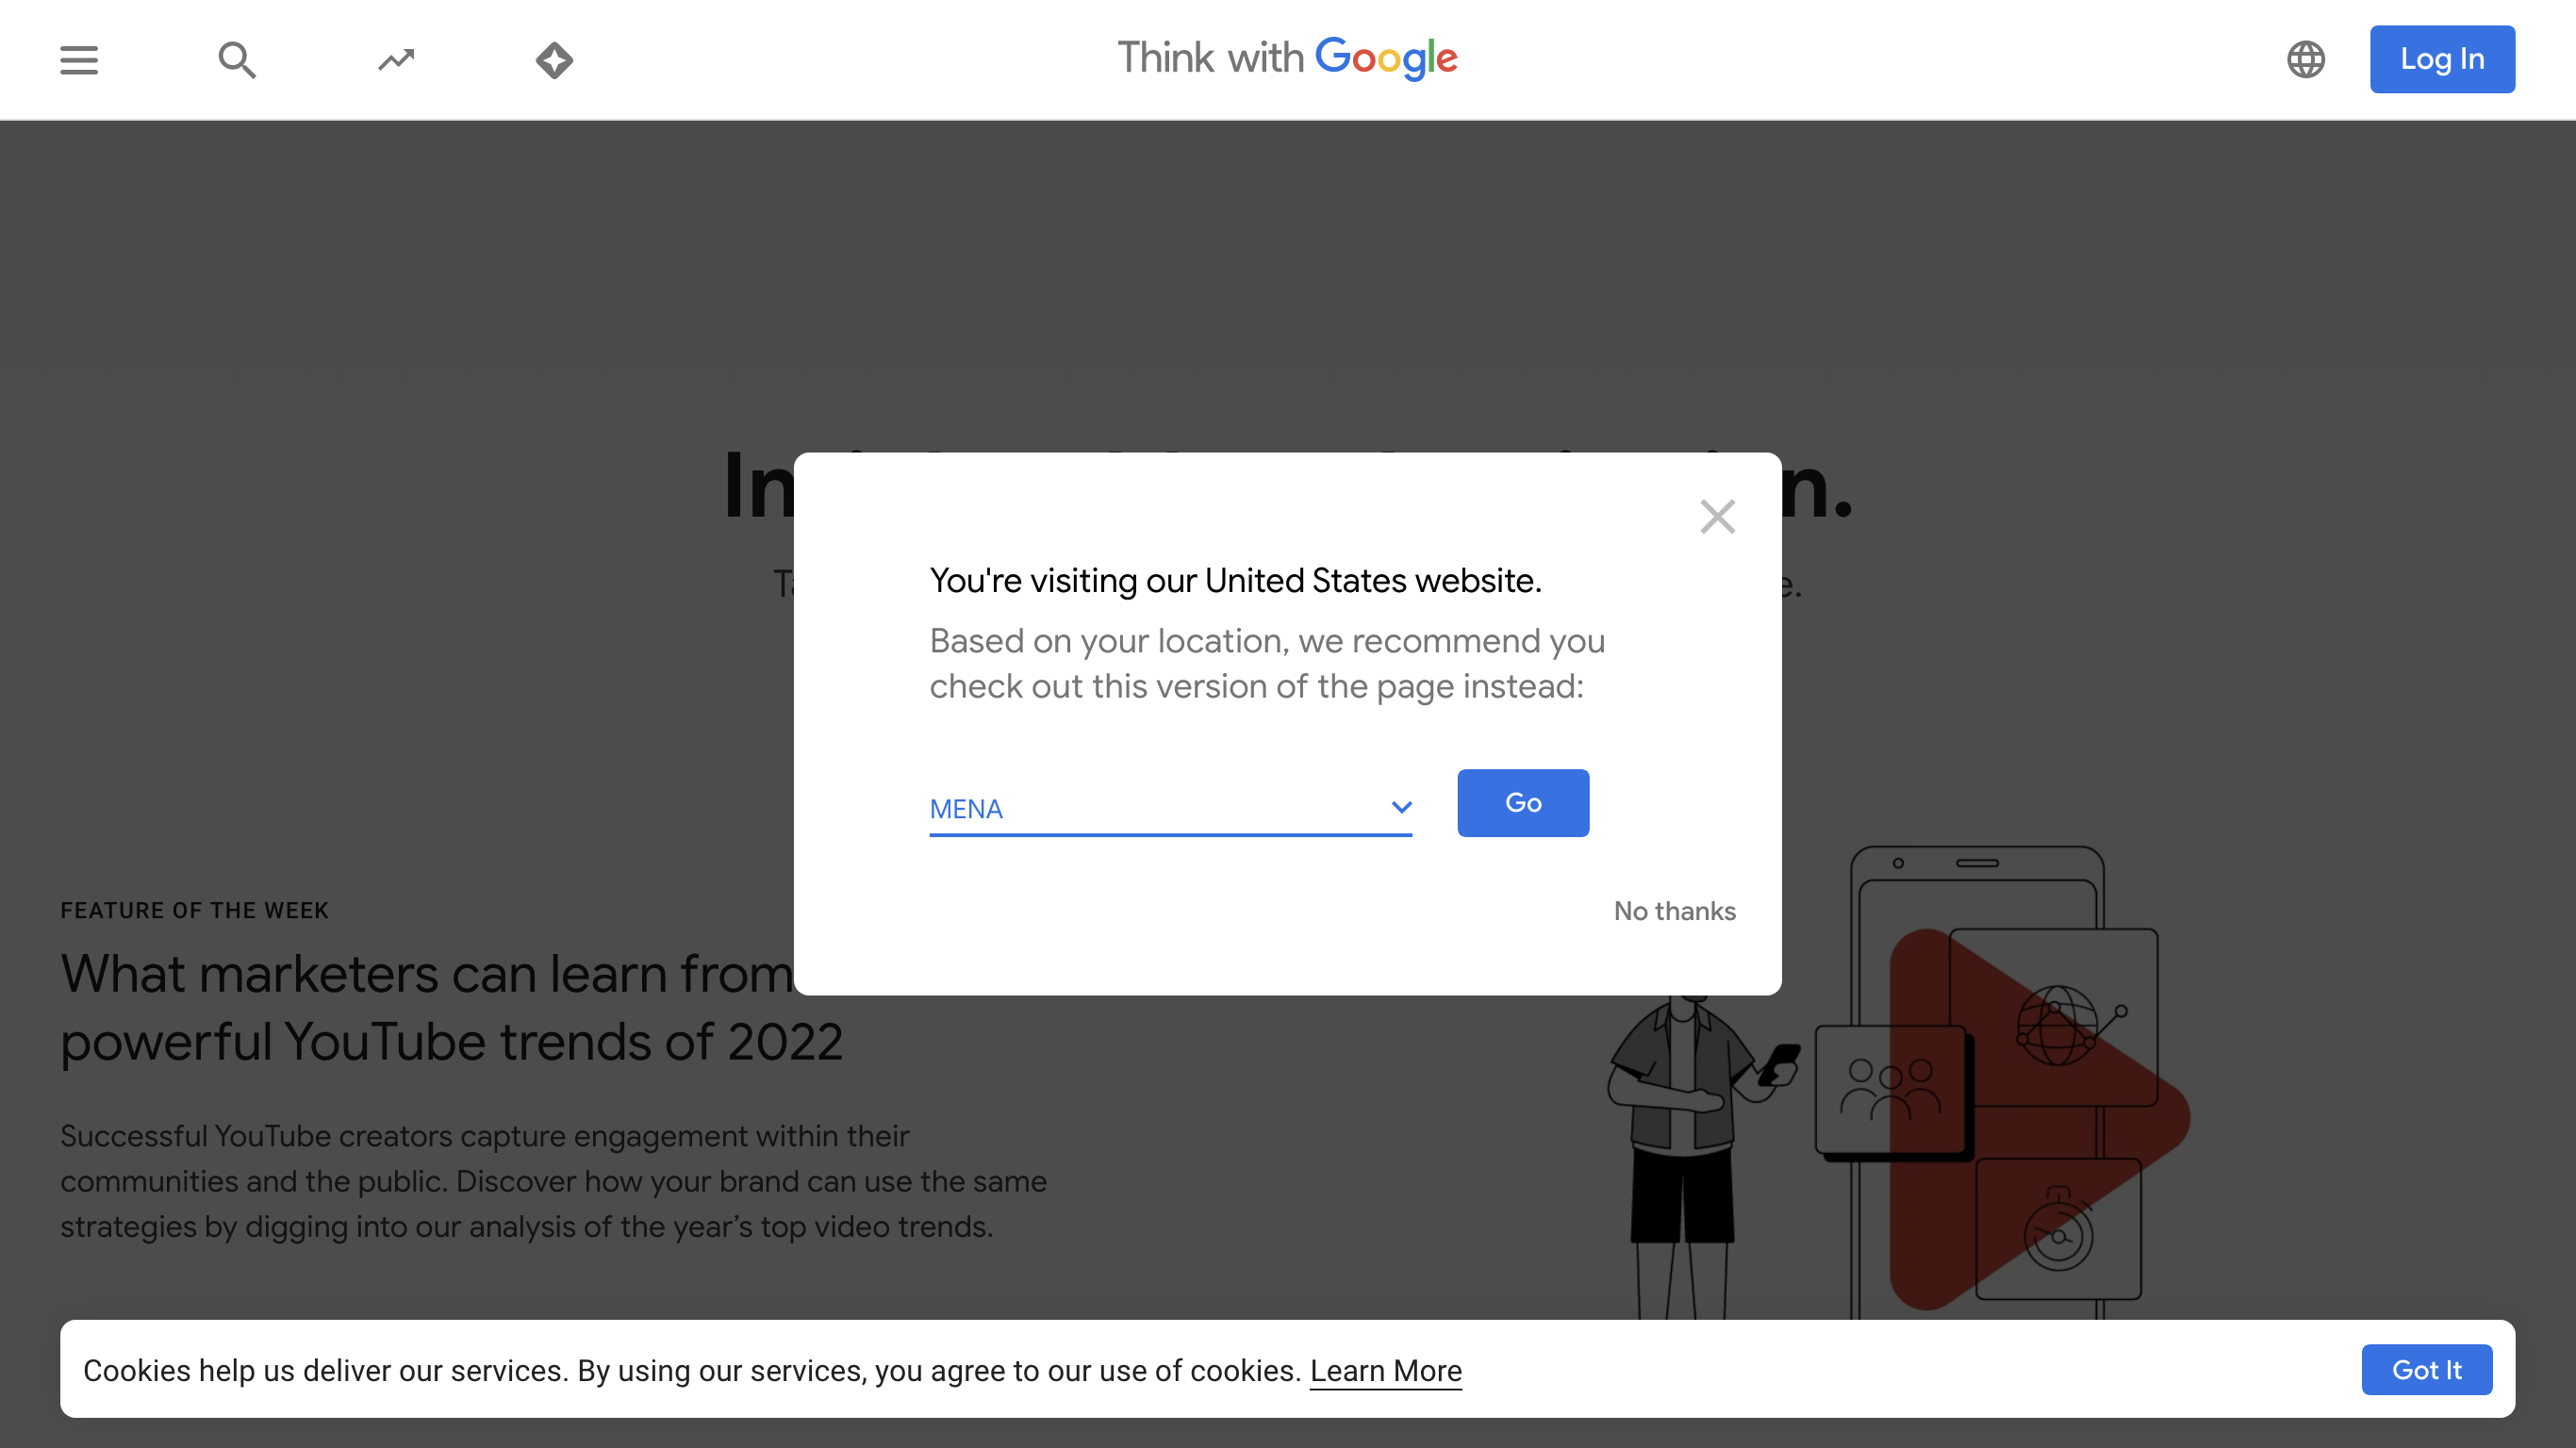 Think with Google
Log In
You're visiting our United States website.
Based on your location, we recommend you
check out this version of the page instead:
MENA
Go
No thanks
FEATURE OF THE WEEK
What marketers can learn from
powerful YouTube trends of 2022
Successful YouTube creators capture engagement within their
communities and the public. Discover how your brand can use the same
strategies by digging into our analysis of the year’s top video trends.
Cookies help us deliver our services. By using our services, you agree to our use of cookies. Learn More
Got It